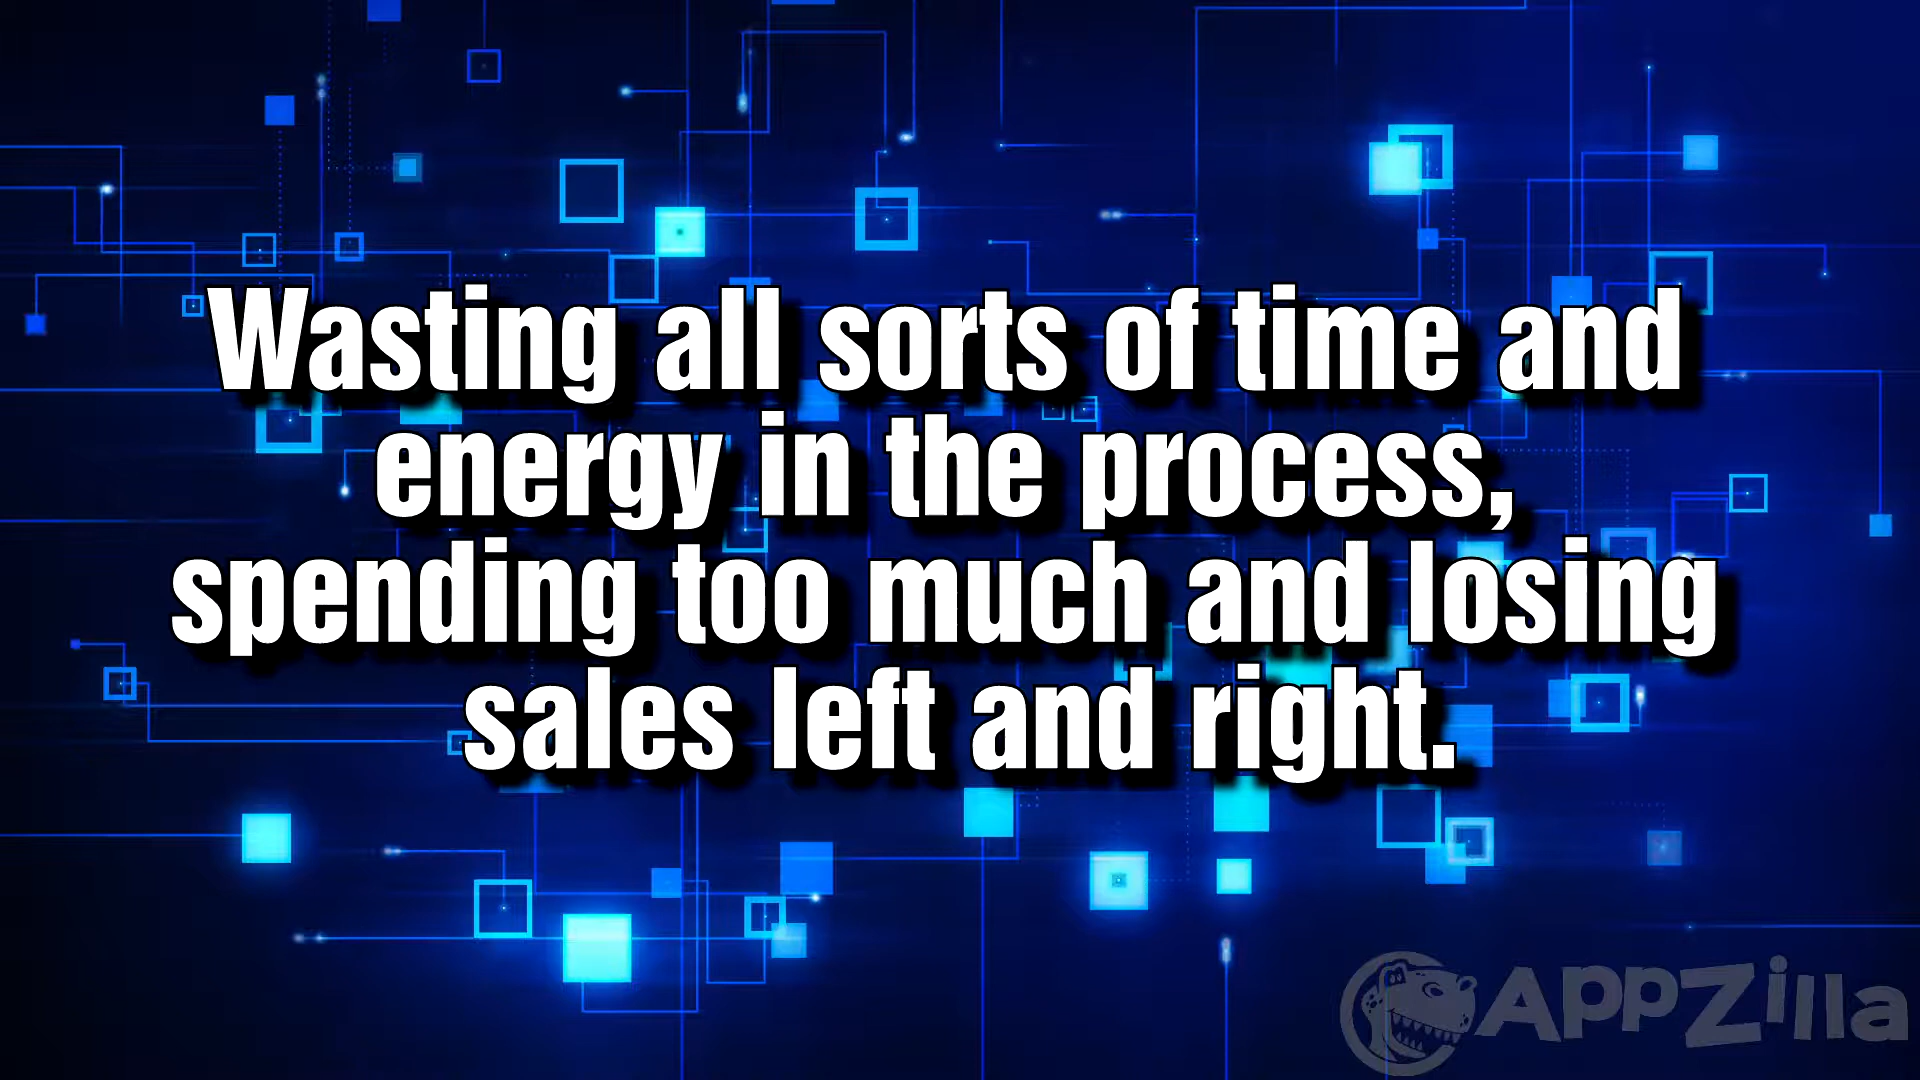 Wasting all sorts of time and
energy in the process,
spending too much and losing
sales left and right.
AppZilla